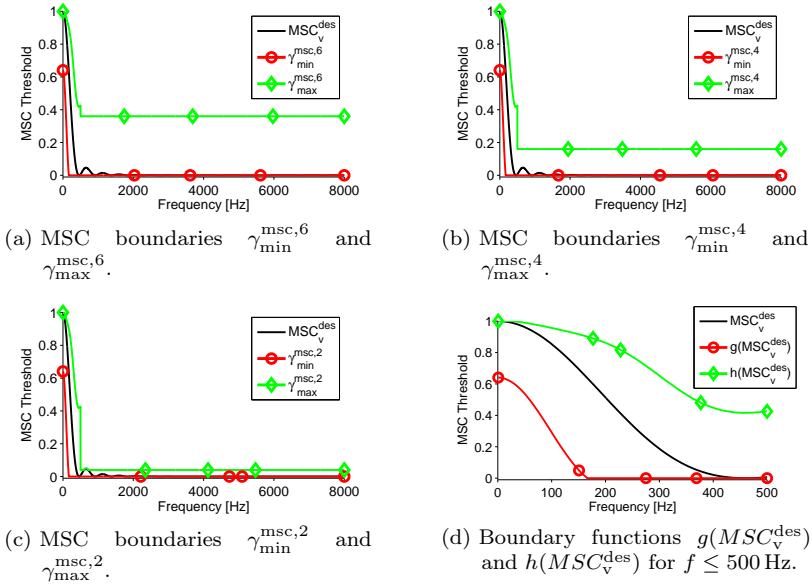 1
0.8
0.6
0.4
0.2
0
MSC Threshold
0 2000 4000 6000 8000
Frequency [Hz]
MSC_v^des
γ_min^msc,6
γ_max^msc,6
(a) MSC boundaries γ_min^msc,6 and
γ_max^msc,6.
1
0.8
0.6
0.4
0.2
0
MSC Threshold
0 2000 4000 6000 8000
Frequency [Hz]
MSC_v^des
γ_min^msc,4
γ_max^msc,4
(b) MSC boundaries γ_min^msc,4 and
γ_max^msc,4.
1
0.8
0.6
0.4
0.2
0
MSC Threshold
0 2000 4000 6000 8000
Frequency [Hz]
MSC_v^des
γ_min^msc,2
γ_max^msc,2
(c) MSC boundaries γ_min^msc,2 and
γ_max^msc,2.
1
0.8
0.6
0.4
0.2
0
MSC Threshold
0 100 200 300 400 500
Frequency [Hz]
MSC_v^des
g(MSC_v^des)
h(MSC_v^des)
(d) Boundary functions g(MSC_v^des)
and h(MSC_v^des) for f ≤ 500 Hz.